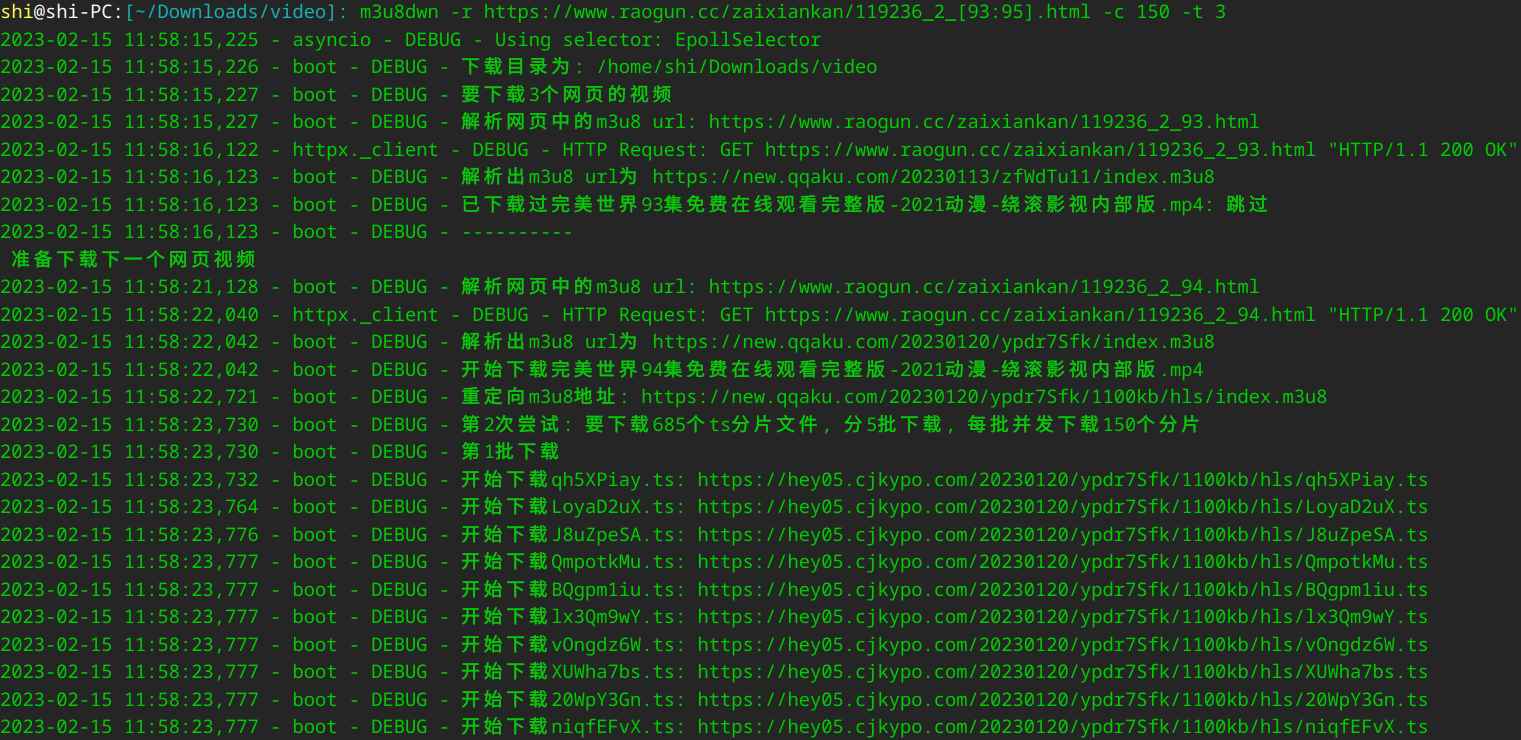 shi@shi-PC:[~/Downloads/video]: m3u8dwn -r https://www.raogun.cc/zaixiankan/119236_2_[93:95].html -c 150 -t 3
2023-02-15 11:58:15,225 - asyncio - DEBUG - Using selector: EpollSelector
2023-02-15 11:58:15,226 - boot - DEBUG - 下载目录为: /home/shi/Downloads/video
2023-02-15 11:58:15,227 - boot - DEBUG - 要下载3个网页的视频
2023-02-15 11:58:15,227 - boot - DEBUG - 解析网页中的m3u8 url: https://www.raogun.cc/zaixiankan/119236_2_93.html
2023-02-15 11:58:16,122 - httpx._client - DEBUG - HTTP Request: GET https://www.raogun.cc/zaixiankan/119236_2_93.html "HTTP/1.1 200 OK"
2023-02-15 11:58:16,123 - boot - DEBUG - 解析出m3u8 url为 https://new.qqaku.com/20230113/zfWdTu11/index.m3u8
2023-02-15 11:58:16,123 - boot - DEBUG - 已下载过完美世界93集免费在线观看完整版-2021动漫-绕滚影视内部版.mp4: 跳过
2023-02-15 11:58:16,123 - boot - DEBUG - ----------
准备下载下一个网页视频
2023-02-15 11:58:21,128 - boot - DEBUG - 解析网页中的m3u8 url: https://www.raogun.cc/zaixiankan/119236_2_94.html
2023-02-15 11:58:22,040 - httpx._client - DEBUG - HTTP Request: GET https://www.raogun.cc/zaixiankan/119236_2_94.html "HTTP/1.1 200 OK"
2023-02-15 11:58:22,042 - boot - DEBUG - 解析出m3u8 url为 https://new.qqaku.com/20230120/ypdr7Sfk/index.m3u8
2023-02-15 11:58:22,042 - boot - DEBUG - 开始下载完美世界94集免费在线观看完整版-2021动漫-绕滚影视内部版.mp4
2023-02-15 11:58:22,721 - boot - DEBUG - 重定向m3u8地址: https://new.qqaku.com/20230120/ypdr7Sfk/1100kb/hls/index.m3u8
2023-02-15 11:58:23,730 - boot - DEBUG - 第2次尝试: 要下载685个ts分片文件, 分5批下载, 每批并发下载150个分片
2023-02-15 11:58:23,730 - boot - DEBUG - 第1批下载
2023-02-15 11:58:23,732 - boot - DEBUG - 开始下载qh5XPiay.ts: https://hey05.cjkypo.com/20230120/ypdr7Sfk/1100kb/hls/qh5XPiay.ts
2023-02-15 11:58:23,764 - boot - DEBUG - 开始下载LoyaD2uX.ts: https://hey05.cjkypo.com/20230120/ypdr7Sfk/1100kb/hls/LoyaD2uX.ts
2023-02-15 11:58:23,776 - boot - DEBUG - 开始下载J8uZpeSA.ts: https://hey05.cjkypo.com/20230120/ypdr7Sfk/1100kb/hls/J8uZpeSA.ts
2023-02-15 11:58:23,777 - boot - DEBUG - 开始下载QmpotkMu.ts: https://hey05.cjkypo.com/20230120/ypdr7Sfk/1100kb/hls/QmpotkMu.ts
2023-02-15 11:58:23,777 - boot - DEBUG - 开始下载BQgpm1iu.ts: https://hey05.cjkypo.com/20230120/ypdr7Sfk/1100kb/hls/BQgpm1iu.ts
2023-02-15 11:58:23,777 - boot - DEBUG - 开始下载lx3Qm9wY.ts: https://hey05.cjkypo.com/20230120/ypdr7Sfk/1100kb/hls/lx3Qm9wY.ts
2023-02-15 11:58:23,777 - boot - DEBUG - 开始下载vOngdz6W.ts: https://hey05.cjkypo.com/20230120/ypdr7Sfk/1100kb/hls/vOngdz6W.ts
2023-02-15 11:58:23,777 - boot - DEBUG - 开始下载XUWha7bs.ts: https://hey05.cjkypo.com/20230120/ypdr7Sfk/1100kb/hls/XUWha7bs.ts
2023-02-15 11:58:23,777 - boot - DEBUG - 开始下载20WpY3Gn.ts: https://hey05.cjkypo.com/20230120/ypdr7Sfk/1100kb/hls/20WpY3Gn.ts
2023-02-15 11:58:23,777 - boot - DEBUG - 开始下载niqfEFvX.ts: https://hey05.cjkypo.com/20230120/ypdr7Sfk/1100kb/hls/niqfEFvX.ts